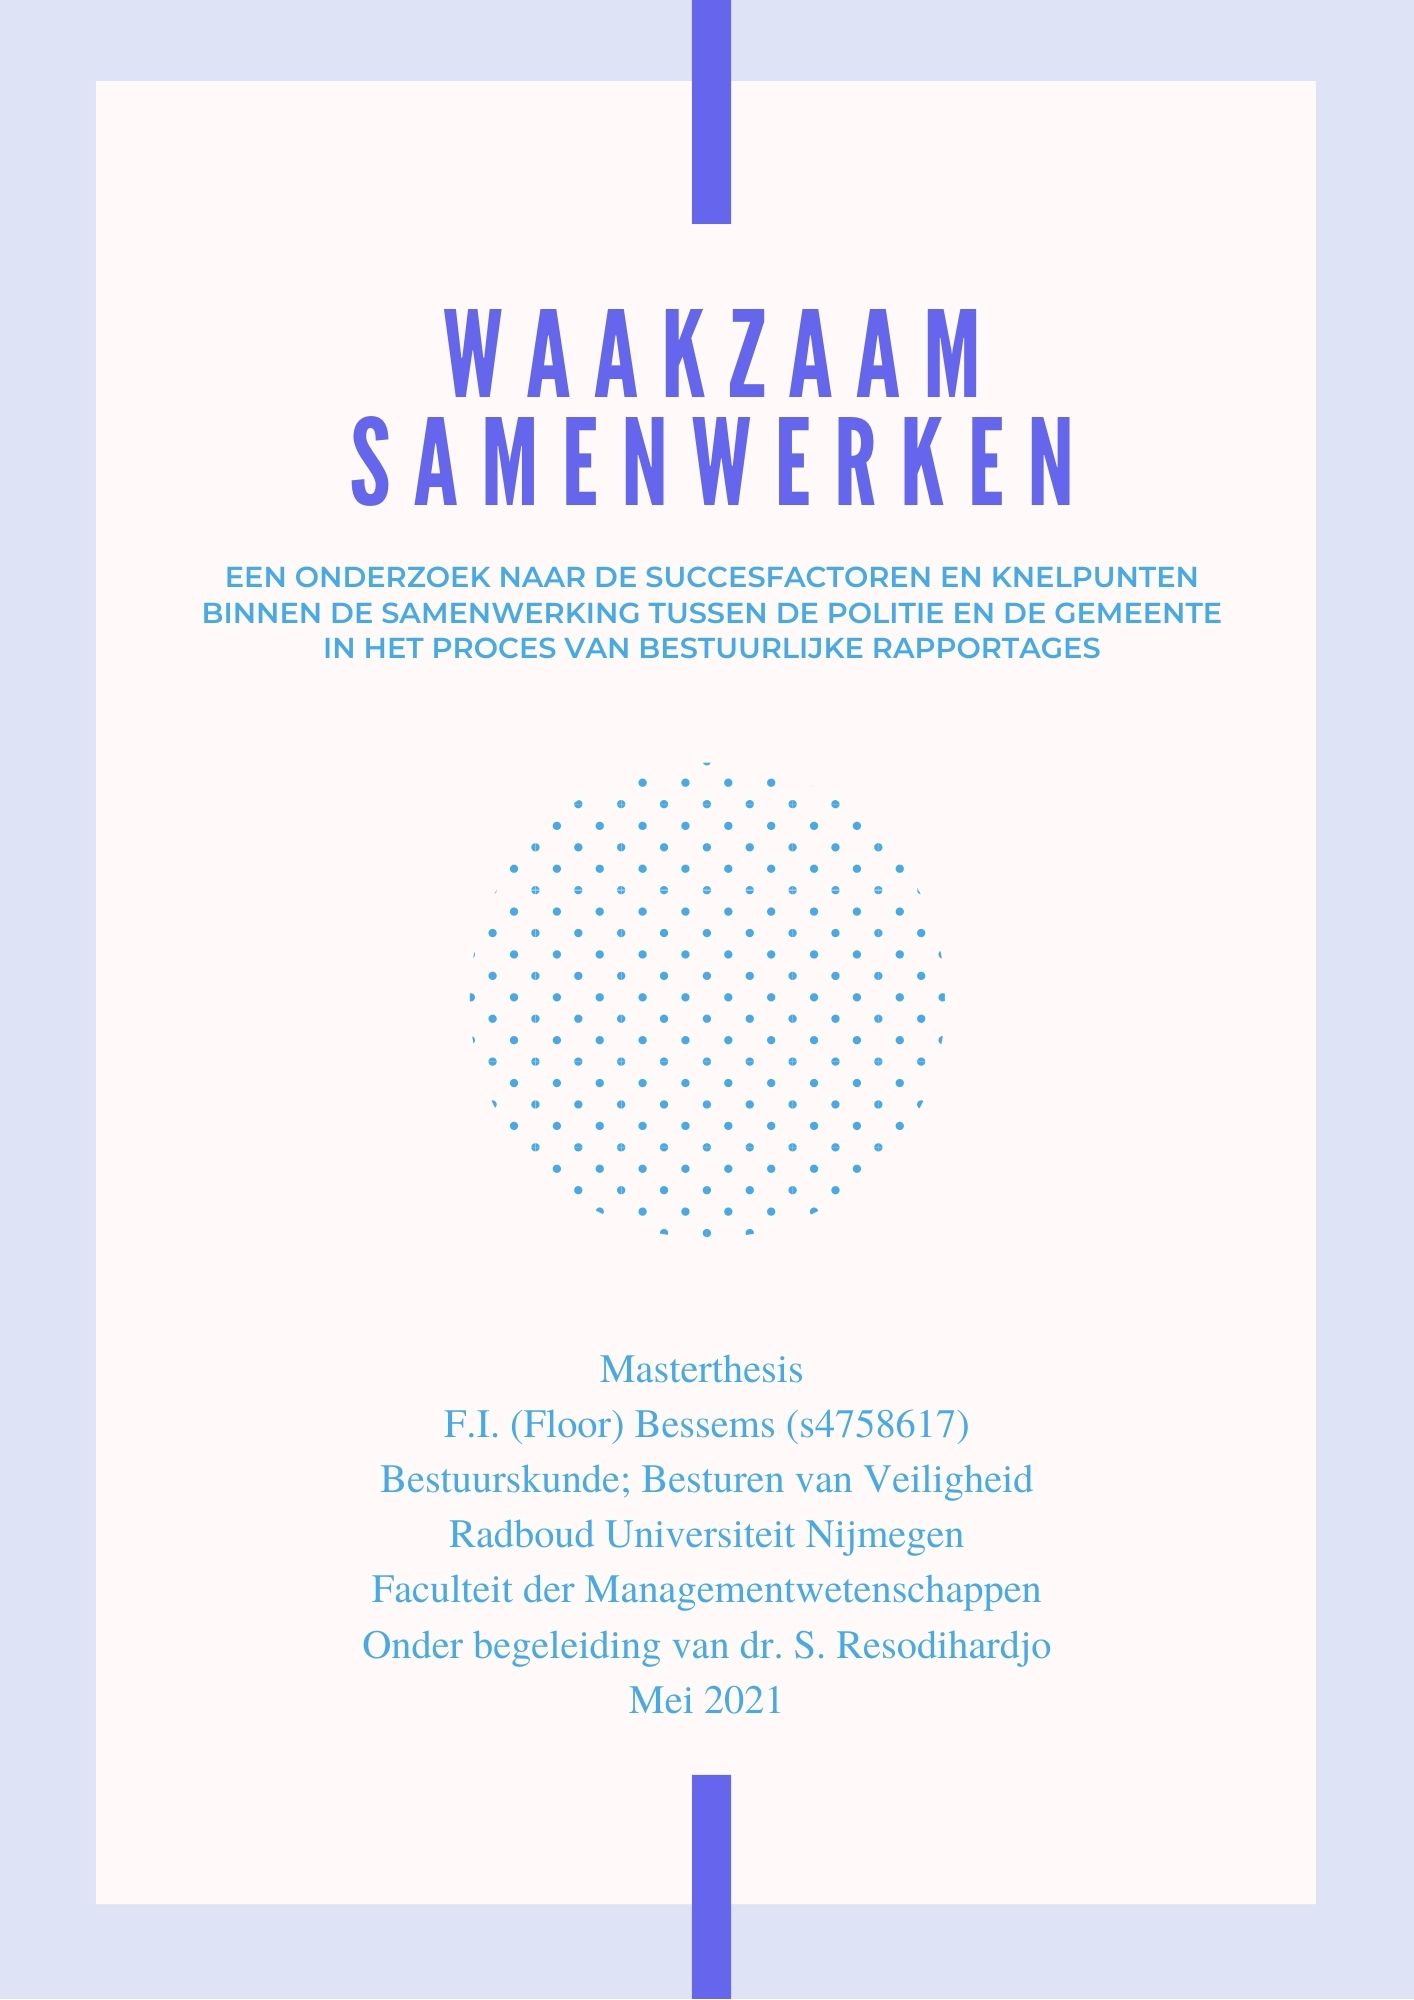 WAAKZAAM
SAMENWERKEN
EEN ONDERZOEK NAAR DE SUCCESFACTOREN EN KNELPUNTEN
BINNEN DE SAMENWERKING TUSSEN DE POLITIE EN DE GEMEENTE
IN HET PROCES VAN BESTUURLIJKE RAPPORTAGES
Masterthesis
F.I. (Floor) Bessems (s4758617)
Bestuurskunde; Besturen van Veiligheid
Radboud Universiteit Nijmegen
Faculteit der Managementwetenschappen
Onder begeleiding van dr. S. Resodihardjo
Mei 2021